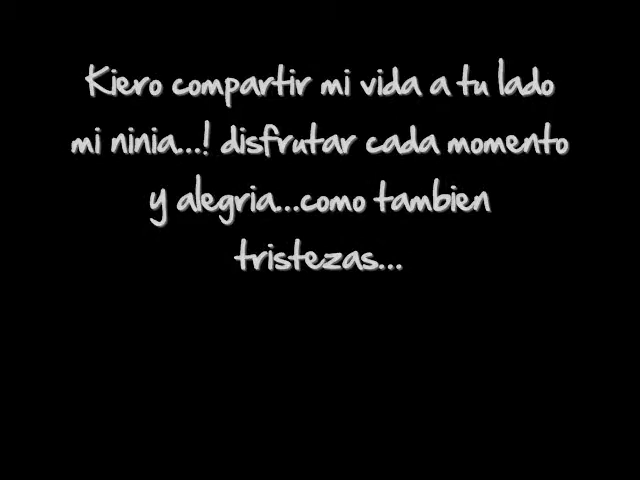 Kiero compartir mi vida a tu lado
mi ninia...! disfrutar cada momento
y alegria...como tambien
tristezas...